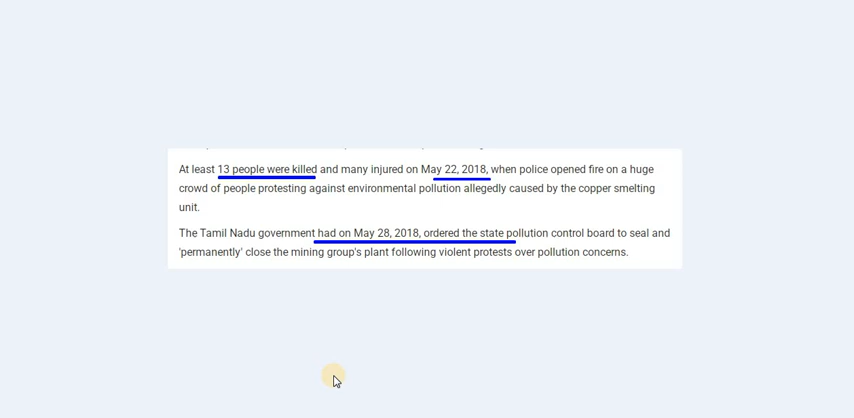 At least 13 people were killed and many injured on May 22, 2018, when police opened fire on a huge
crowd of people protesting against environmental pollution allegedly caused by the copper smelting
unit.
The Tamil Nadu government had on May 28, 2018, ordered the state pollution control board to seal and
'permanently' close the mining group's plant following violent protests over pollution concerns.